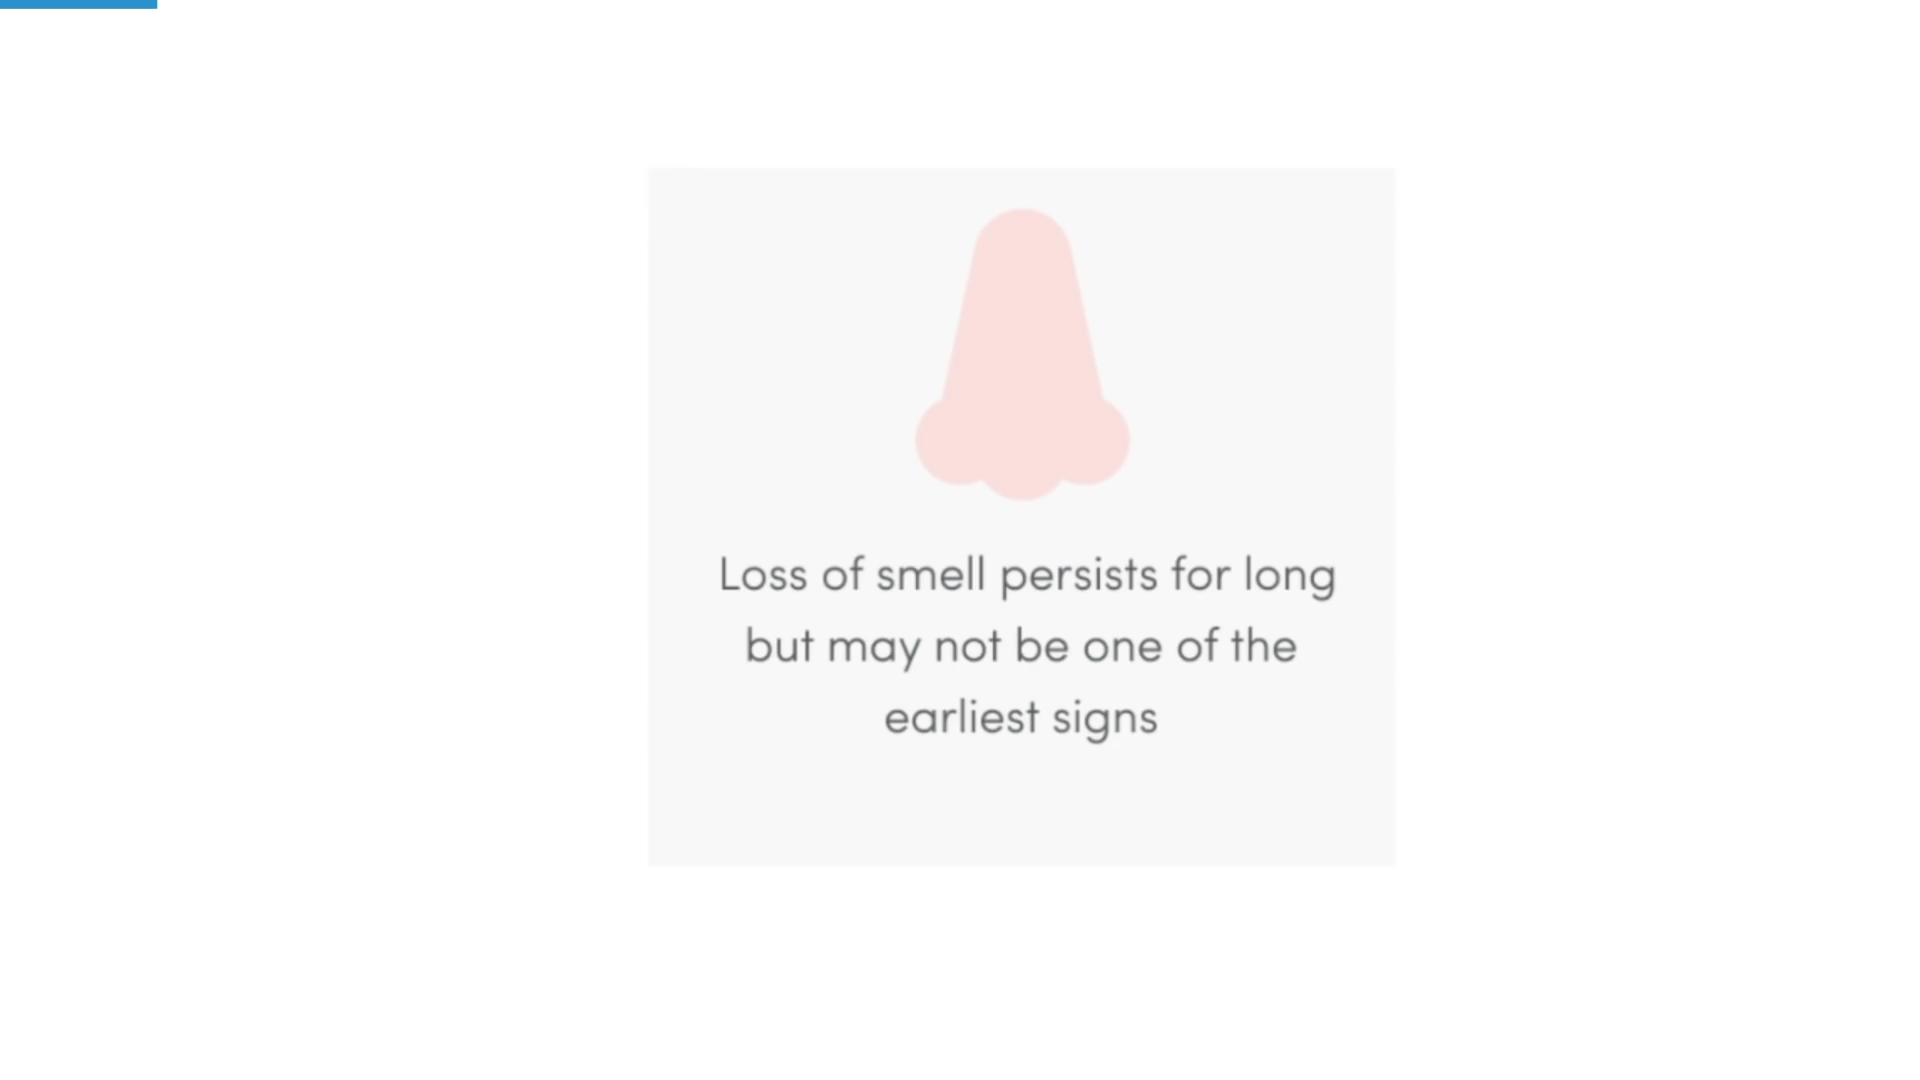 Loss of smell persists for long
but may not be one of the
earliest signs